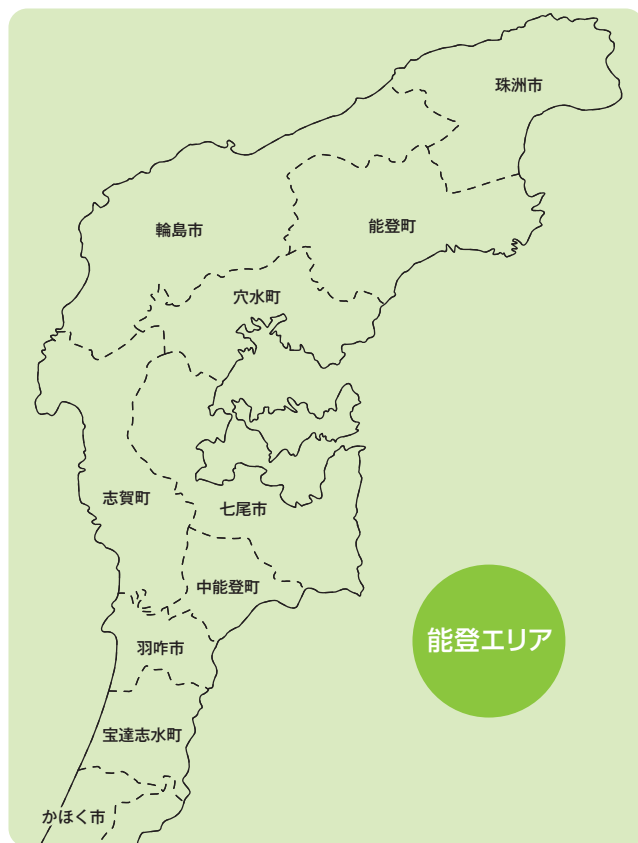 珠洲市
輪島市
能登町
穴水町
志賀町
七尾市
中能登町
羽咋市
能登エリア
宝達志水町
かほく市